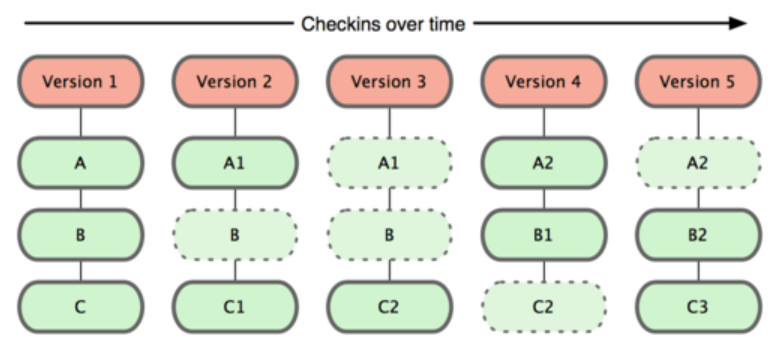 Checkins over time
Version 1 Version 2 Version 3 Version 4 Version 5
A A1 A1 A2 A2
B B B B1 B2
C C1 C2 C2 C3